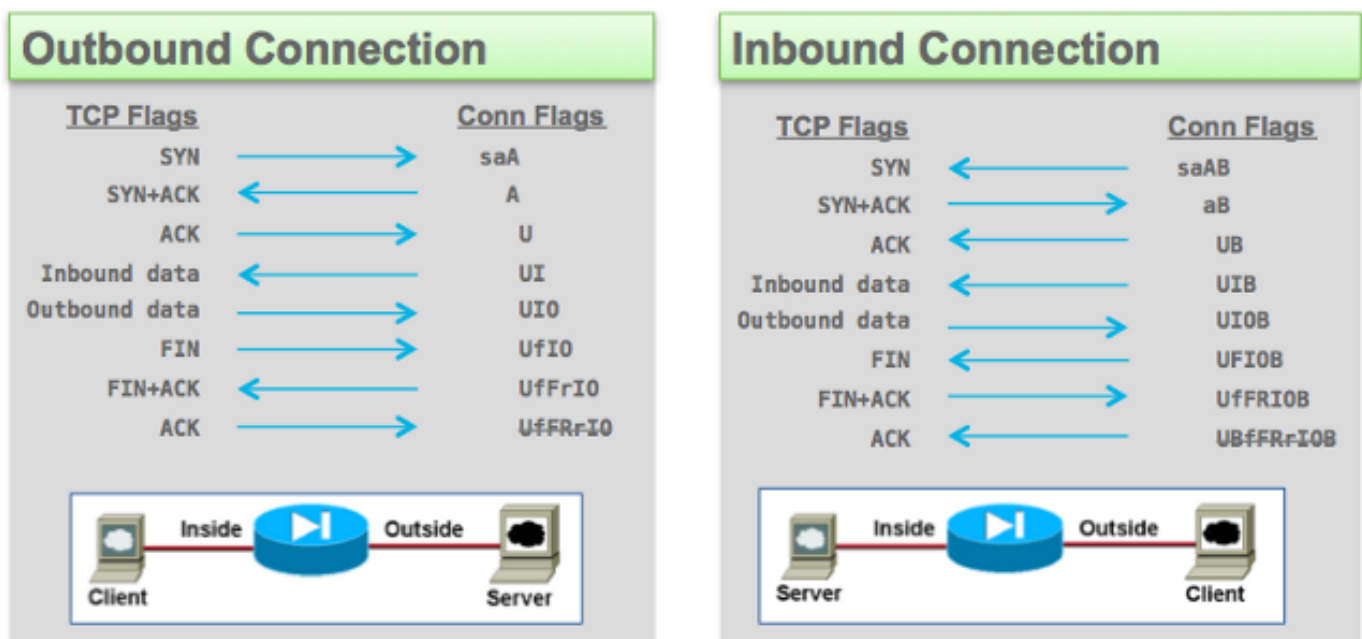 Outbound Connection
TCP Flags Conn Flags
SYN saA
SYN+ACK A
ACK U
Inbound data UI
Outbound data UIO
FIN UfIO
FIN+ACK UfFrIO
ACK UfFRrIO
Inside Outside
Client Server
Inbound Connection
TCP Flags Conn Flags
SYN saAB
SYN+ACK aB
ACK UB
Inbound data UIB
Outbound data UIOB
FIN UFIOB
FIN+ACK UfFRIOB
ACK UBfFRrIOB
Inside Outside
Server Client